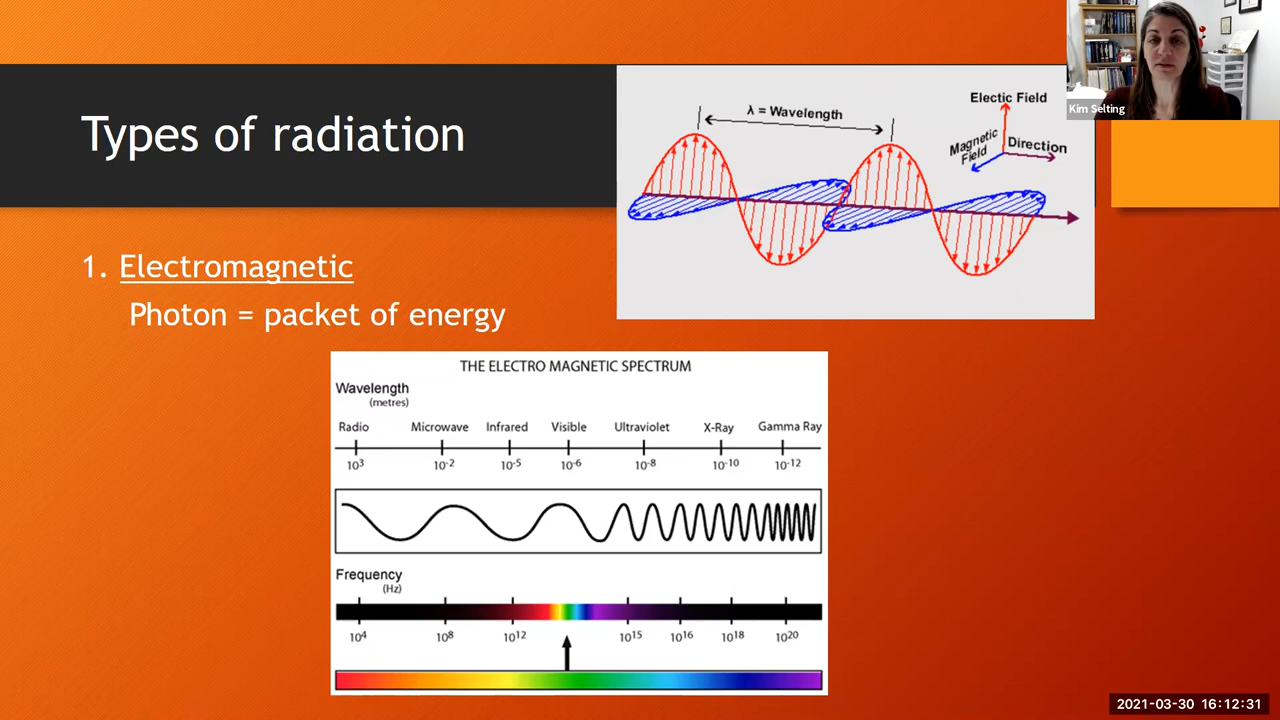 Types of radiation
λ = Wavelength
Electic Field
Magnetic
Field
Direction
Kim Selting
1. Electromagnetic
Photon = packet of energy
THE ELECTRO MAGNETIC SPECTRUM
Wavelength
(metres)
Radio Microwave Infrared Visible Ultraviolet X-Ray Gamma Ray
10³ 10⁻² 10⁻⁵ 10⁻⁶ 10⁻⁸ 10⁻¹⁰ 10⁻¹²
Frequency
(Hz)
10⁴ 10⁸ 10¹² 10¹⁵ 10¹⁶ 10¹⁸ 10²⁰
2021-03-30 16:12:31